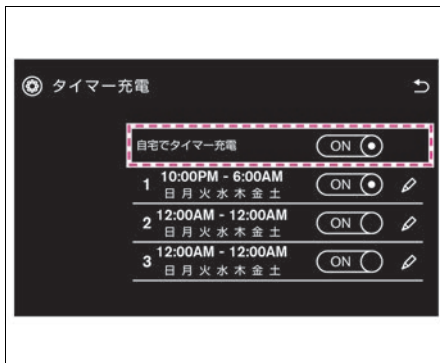 タイマー充電
自宅でタイマー充電 ON
1 10:00PM - 6:00AM ON
日 月 火 水 木 金 土
2 12:00AM - 12:00AM ON
日 月 火 水 木 金 土
3 12:00AM - 12:00AM ON
日 月 火 水 木 金 土